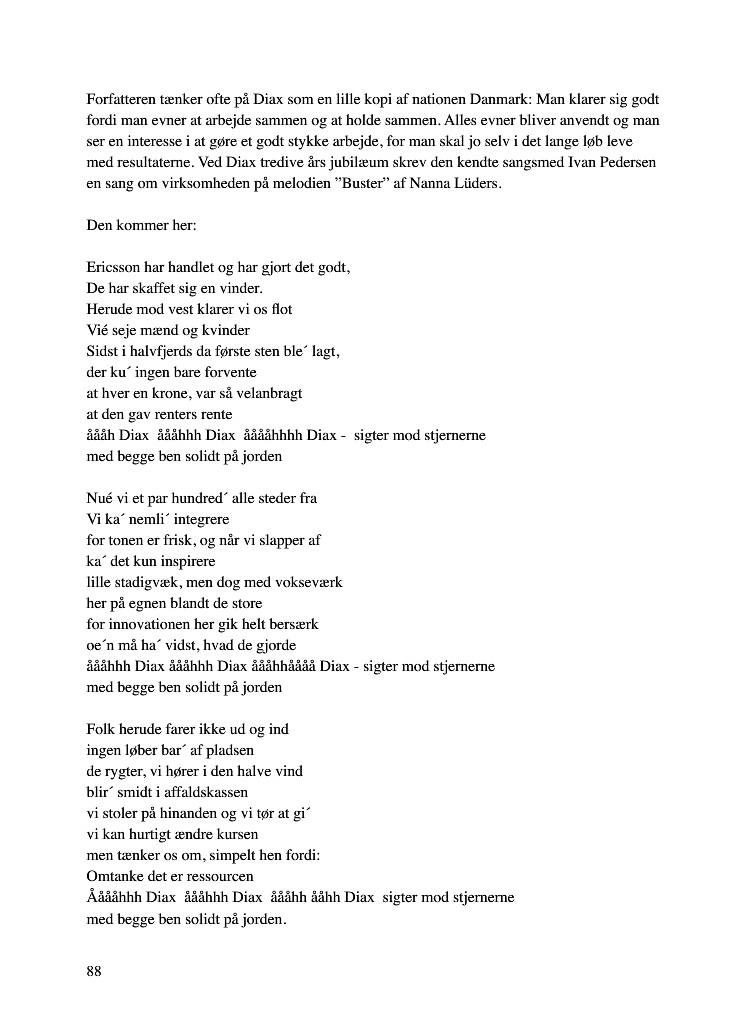 Forfatteren tænker ofte på Diax som en lille kopi af nationen Danmark: Man klarer sig godt
fordi man evner at arbejde sammen og at holde sammen. Alles evner bliver anvendt og man
ser en interesse i at gøre et godt stykke arbejde, for man skal jo selv i det lange løb leve
med resultaterne. Ved Diax tredive års jubilæum skrev den kendte sangsmed Ivan Pedersen
en sang om virksomheden på melodien ”Buster” af Nanna Lüders.
Den kommer her:
Ericsson har handlet og har gjort det godt,
De har skaffet sig en vinder.
Herude mod vest klarer vi os flot
Vié seje mænd og kvinder
Sidst i halvfjerds da første sten ble´ lagt,
der ku´ ingen bare forvente
at hver en krone, var så velanbragt
at den gav renters rente
åååh Diax  åååhhh Diax  ååååhhhh Diax -  sigter mod stjernerne
med begge ben solidt på jorden
Nué vi et par hundred´ alle steder fra
Vi ka´ nemli´ integrere
for tonen er frisk, og når vi slapper af
ka´ det kun inspirere
lille stadigvæk, men dog med vokseværk
her på egnen blandt de store
for innovationen her gik helt bersærk
oe´n må ha´ vidst, hvad de gjorde
åååhhh Diax åååhhh Diax åååhhåååå Diax - sigter mod stjernerne
med begge ben solidt på jorden
Folk herude farer ikke ud og ind
ingen løber bar´ af pladsen
de rygter, vi hører i den halve vind
blir´ smidt i affaldskassen
vi stoler på hinanden og vi tør at gi´
vi kan hurtigt ændre kursen
men tænker os om, simpelt hen fordi:
Omtanke det er ressourcen
Ååååhhh Diax  åååhhh Diax  åååhh ååhh Diax  sigter mod stjernerne
med begge ben solidt på jorden.
88